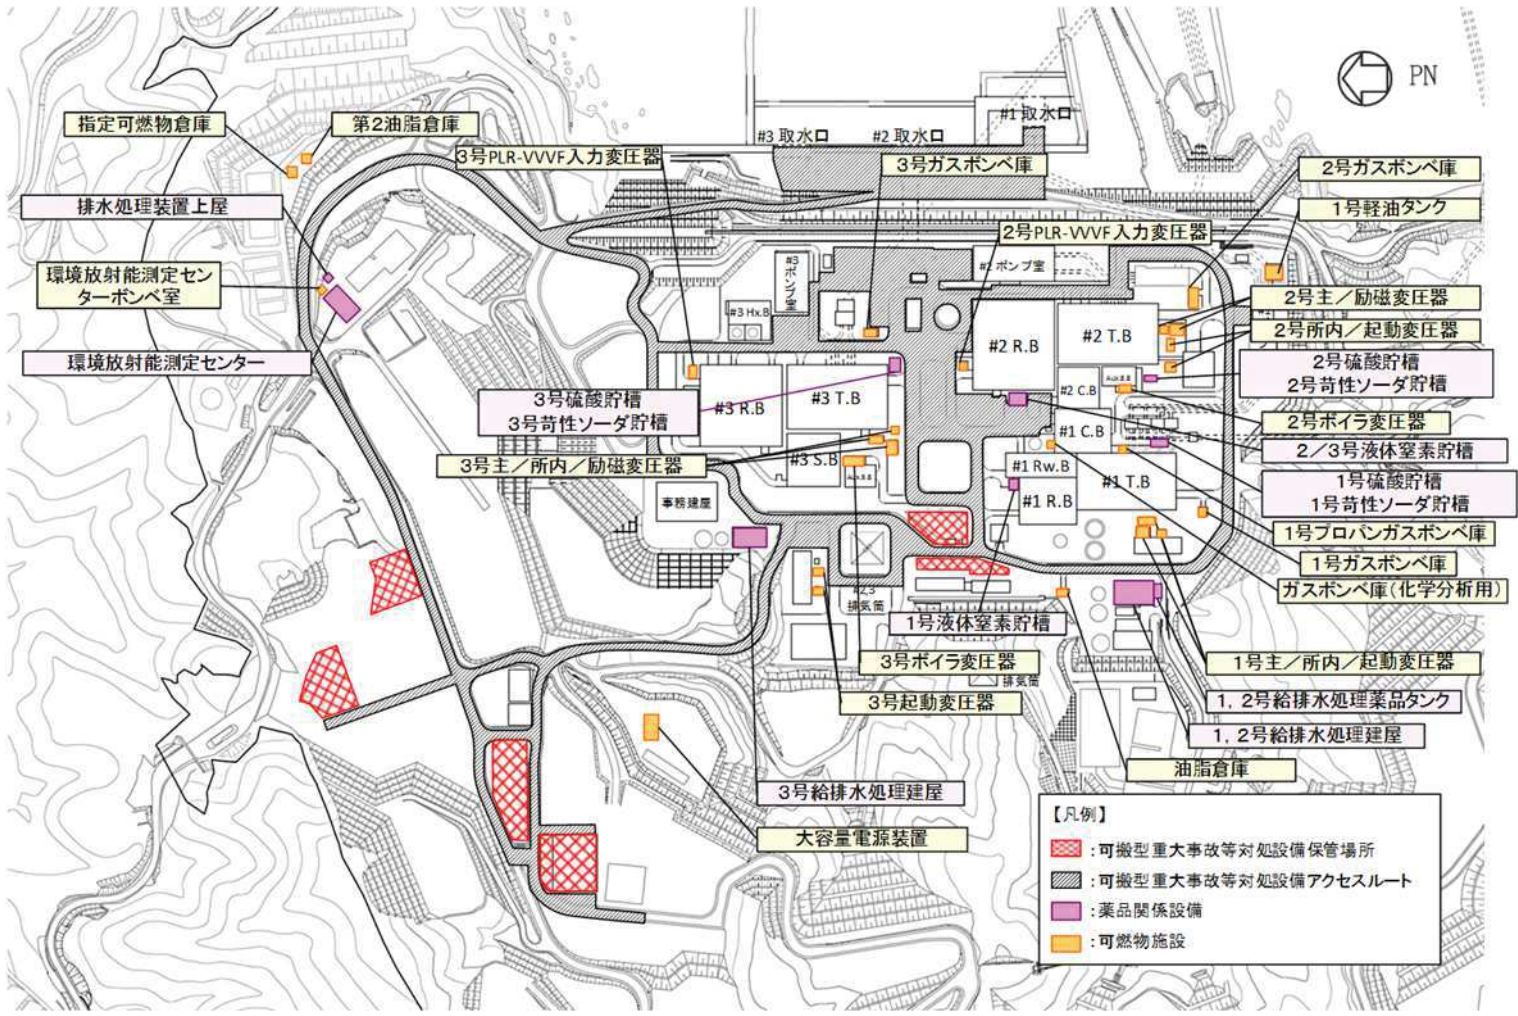 PN
#1 取水口
#3 取水口
#2 取水口
指定可燃物倉庫
第2油脂倉庫
3号PLR-VVVF入力変圧器
3号ガスボンベ庫
2号ガスボンベ庫
排水処理装置上屋
1号軽油タンク
2号PLR-VVVF入力変圧器
環境放射能測定セン
ターボンベ室
#3
ポンプ室
#2 ポンプ室
2号主/励磁変圧器
#3 Hx.B
2号所内/起動変圧器
#2 R.B
#2 T.B
環境放射能測定センター
2号硫酸貯槽
2号苛性ソーダ貯槽
Aux.B.B
#2 C.B
3号硫酸貯槽
3号苛性ソーダ貯槽
#3 R.B
#3 T.B
2号ボイラ変圧器
#1 C.B
2/3号液体窒素貯槽
3号主/所内/励磁変圧器
#3 S.B
Aux.B.B
#1 Rw.B
#1 T.B
1号硫酸貯槽
1号苛性ソーダ貯槽
事務建屋
#1 R.B
1号プロパンガスボンベ庫
1号ガスボンベ庫
ガスボンベ庫(化学分析用)
#2,3
排気筒
1号液体窒素貯槽
3号ボイラ変圧器
1号主/所内/起動変圧器
排気筒
3号起動変圧器
1,2号給排水処理薬品タンク
1,2号給排水処理建屋
油脂倉庫
3号給排水処理建屋
大容量電源装置
【凡例】
:可搬型重大事故等対処設備保管場所
:可搬型重大事故等対処設備アクセスルート
:薬品関係設備
:可燃物施設